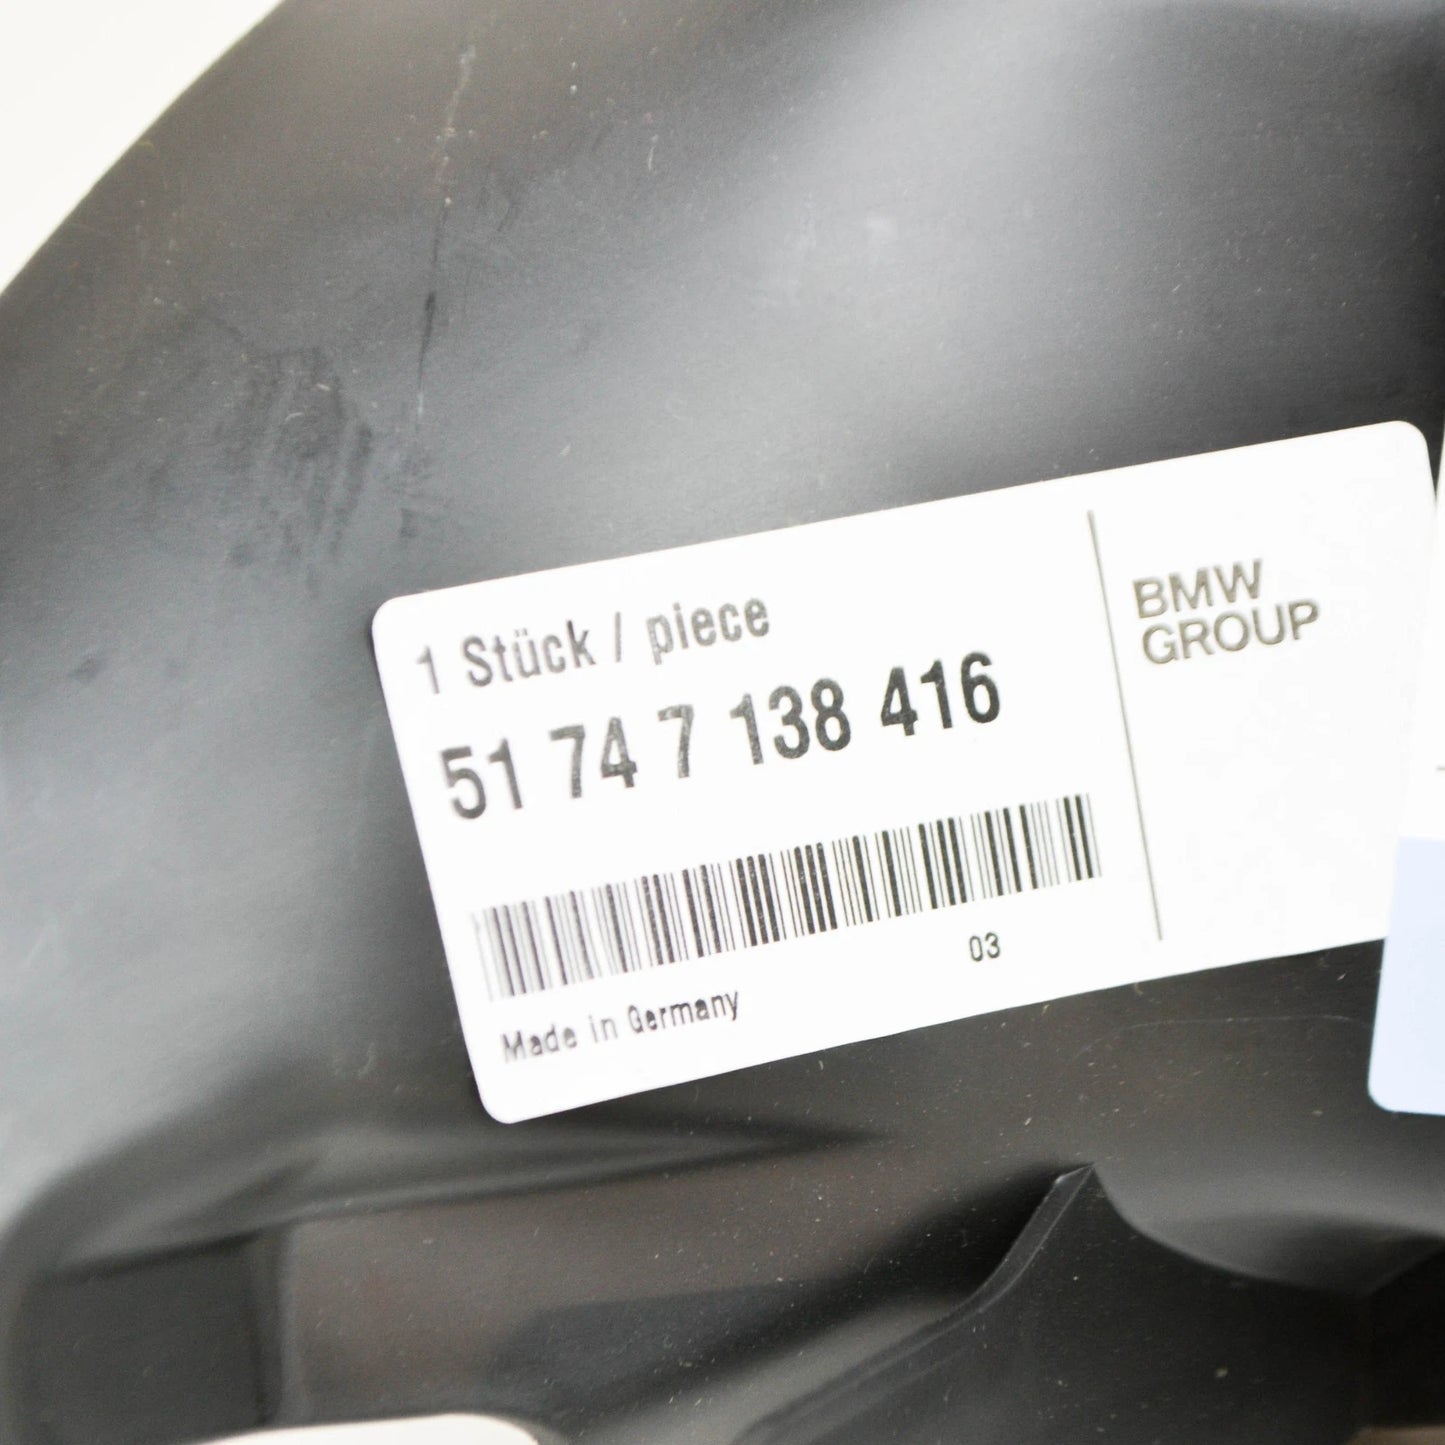 1 Stück / piece
51 74 7 138 416
03
Made in Germany
BMW
GROUP